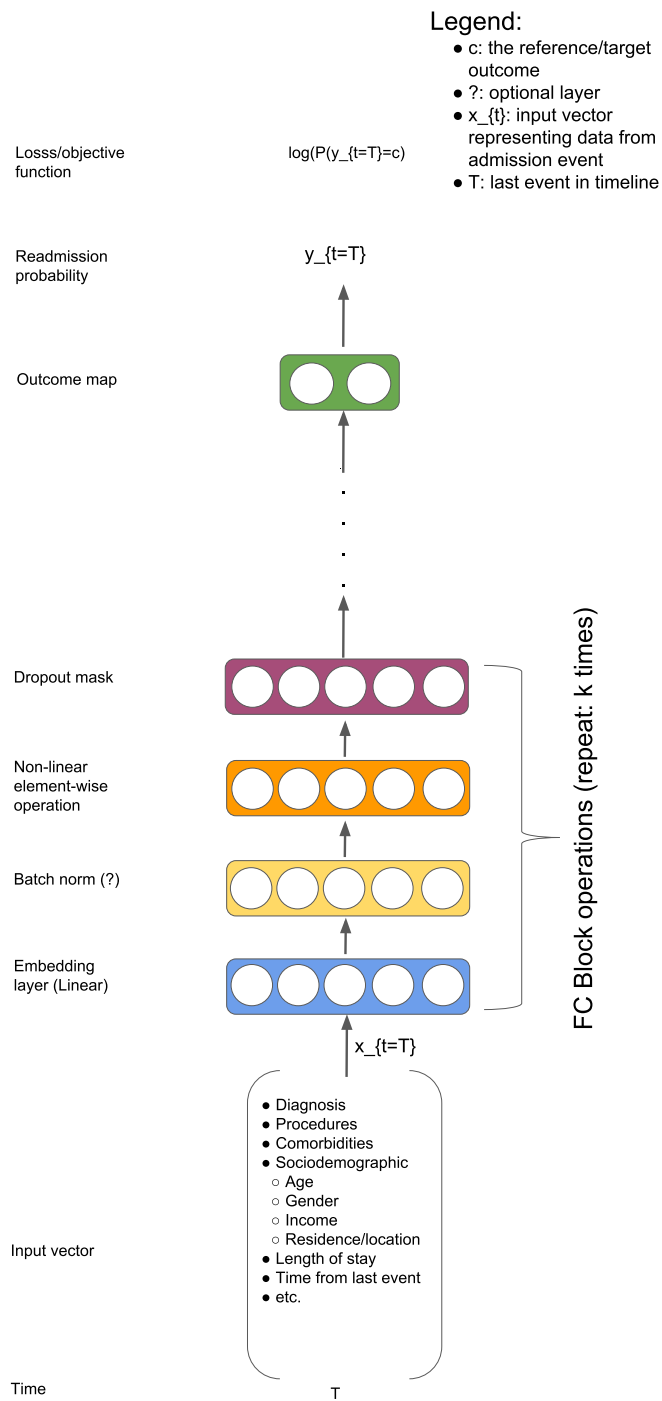 Legend:
● c: the reference/target
outcome
● ?: optional layer
● x_{t}: input vector
representing data from
admission event
● T: last event in timeline
Losss/objective
function
log(P(y_{t=T}=c)
Readmission
probability
y_{t=T}
Outcome map
Dropout mask
Non-linear
element-wise
operation
Batch norm (?)
Embedding
layer (Linear)
FC Block operations (repeat: k times)
x_{t=T}
● Diagnosis
● Procedures
● Comorbidities
● Sociodemographic
○ Age
○ Gender
○ Income
○ Residence/location
● Length of stay
● Time from last event
● etc.
Input vector
Time
T